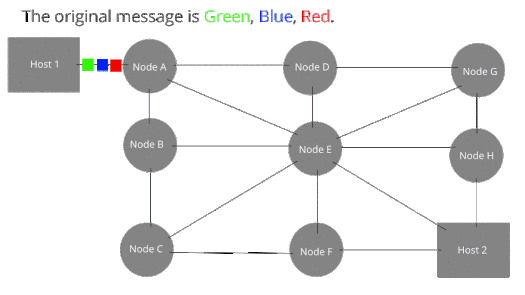 The original message is Green, Blue, Red.
Host 1
Node A
Node D
Node G
Node B
Node E
Node H
Node C
Node F
Host 2